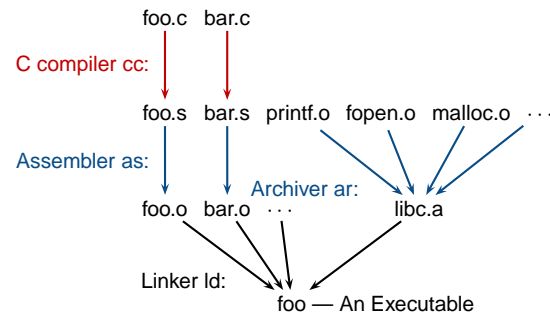 foo.c bar.c
C compiler cc:
foo.s bar.s printf.o fopen.o malloc.o ···
Assembler as:
Archiver ar:
foo.o bar.o ··· libc.a
Linker ld:
foo — An Executable